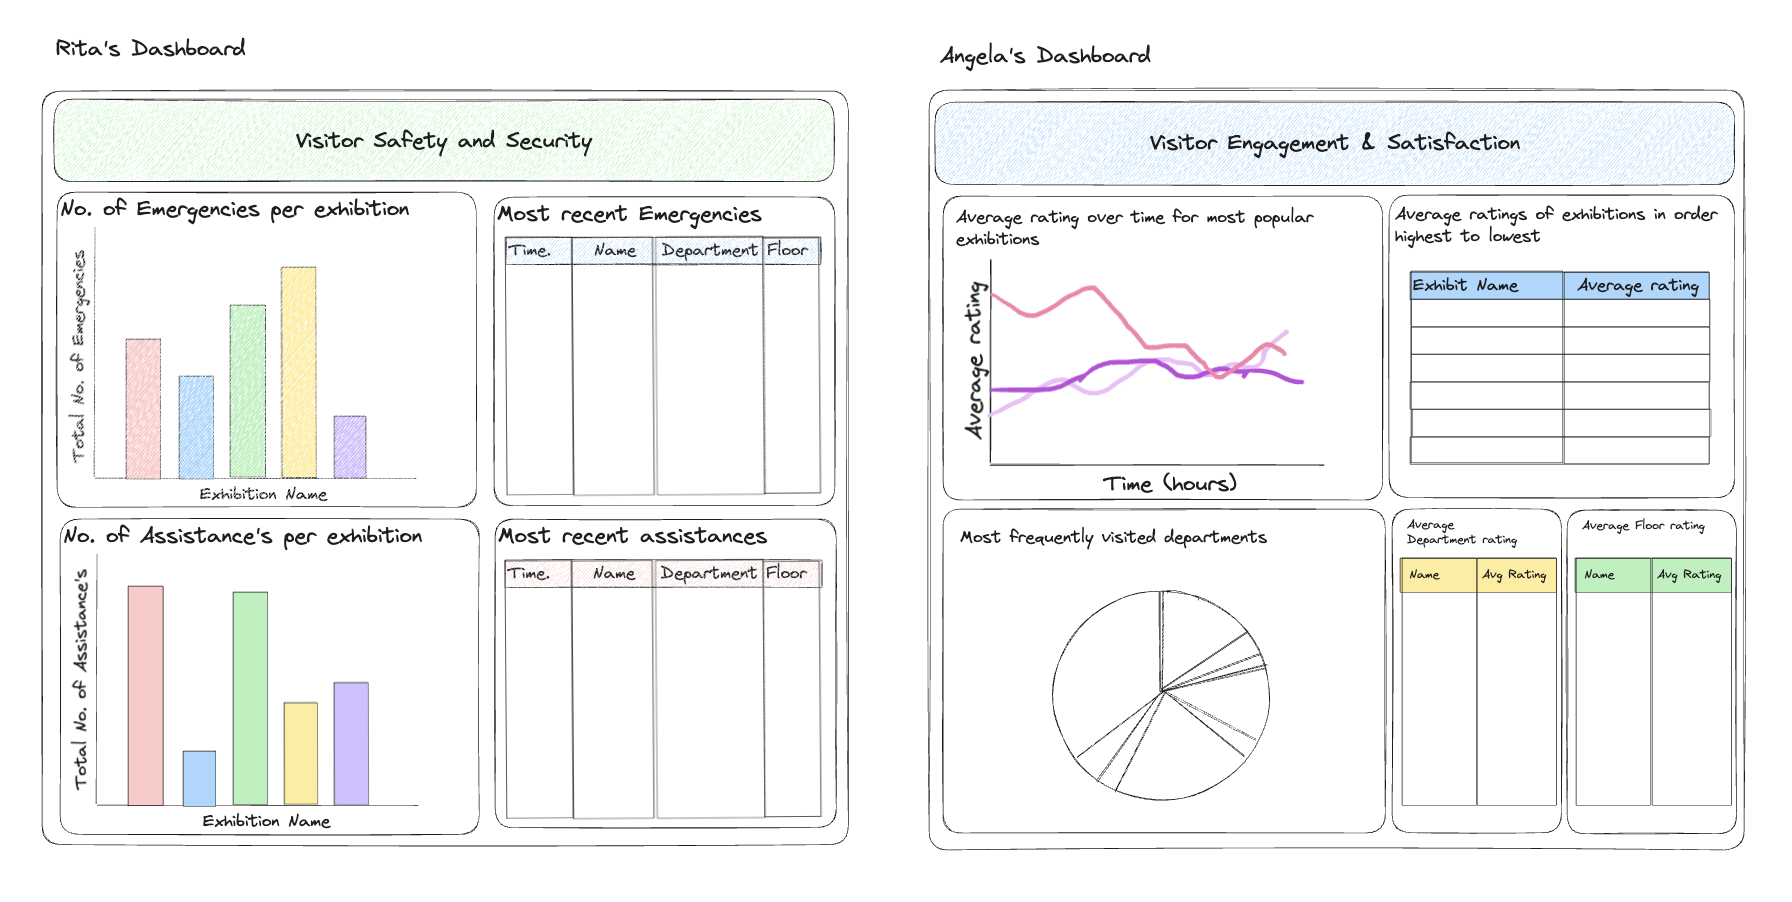 Rita's Dashboard
Visitor Safety and Security
No. of Emergencies per exhibition
Total No. of Emergencies
Exhibition Name
Most recent Emergencies
Time. Name Department Floor
No. of Assistance's per exhibition
Total No. of Assistance's
Exhibition Name
Most recent assistances
Time. Name Department Floor
Angela's Dashboard
Visitor Engagement & Satisfaction
Average rating over time for most popular
exhibitions
Average rating
Time (hours)
Average ratings of exhibitions in order
highest to lowest
Exhibit Name Average rating
Most frequently visited departments
Average
Department rating
Name Avg Rating
Average Floor rating
Name Avg Rating